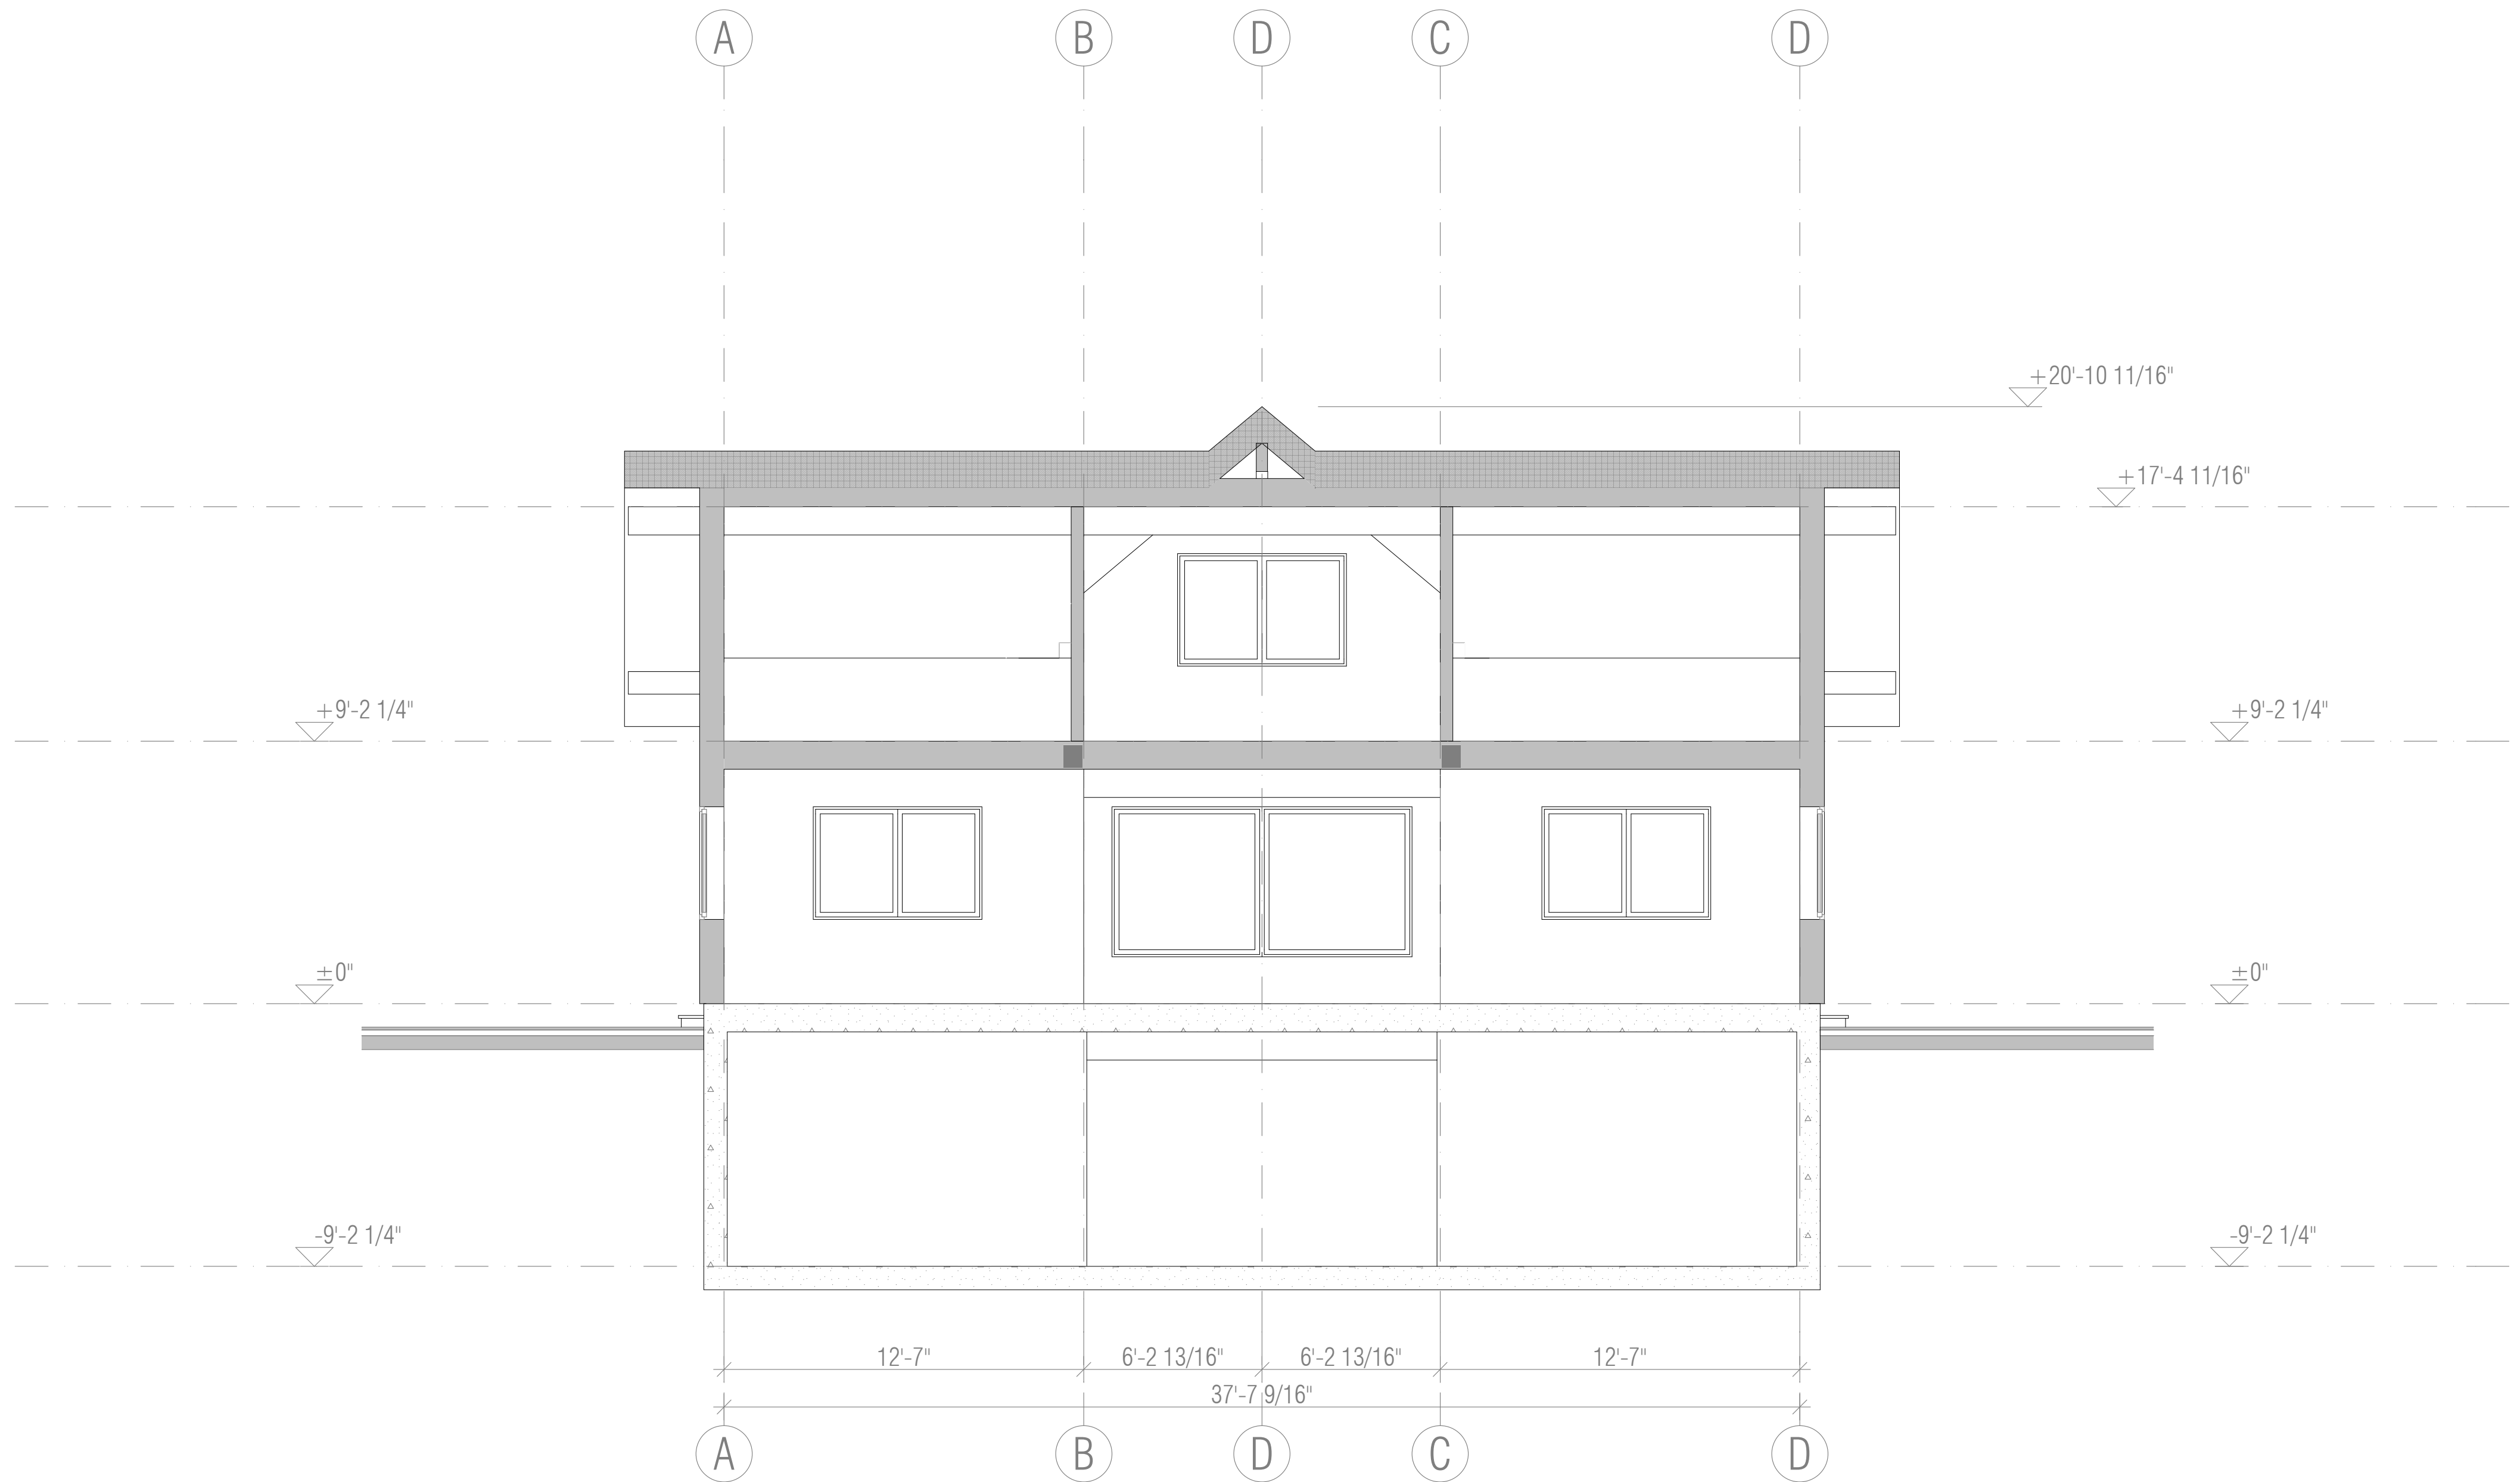 A B D C D
+20'-10 11/16"
+17'-4 11/16"
+9'-2 1/4" +9'-2 1/4"
±0" ±0"
-9'-2 1/4" -9'-2 1/4"
12'-7" 6'-2 13/16" 6'-2 13/16" 12'-7"
37'-7 9/16"
A B D C D